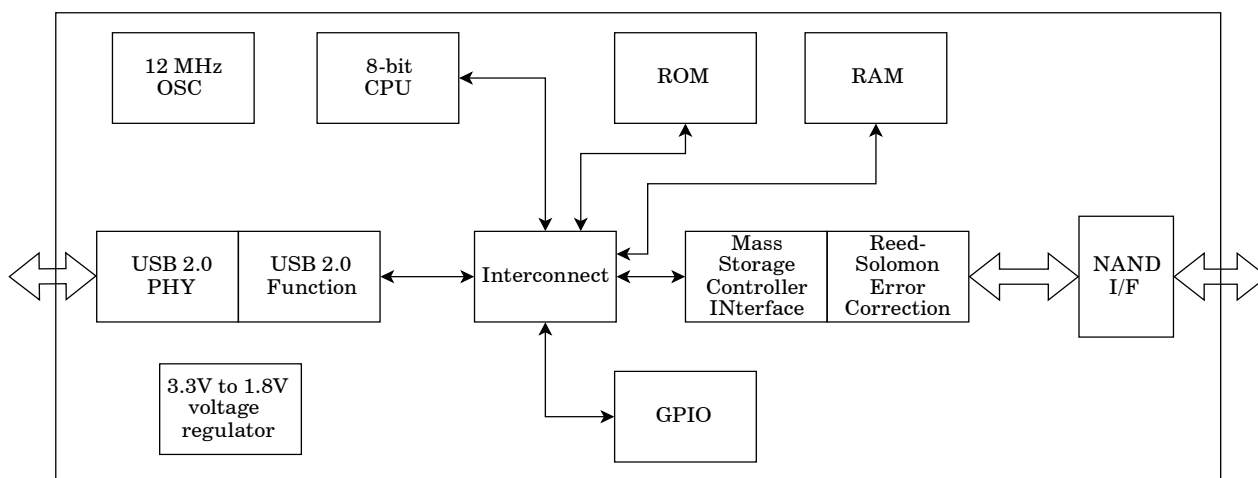 12 MHz
OSC
8-bit
CPU
ROM
RAM
USB 2.0
PHY
USB 2.0
Function
Interconnect
Mass
Storage
Controller
INterface
Reed-
Solomon
Error
Correction
NAND
I/F
3.3V to 1.8V
voltage
regulator
GPIO